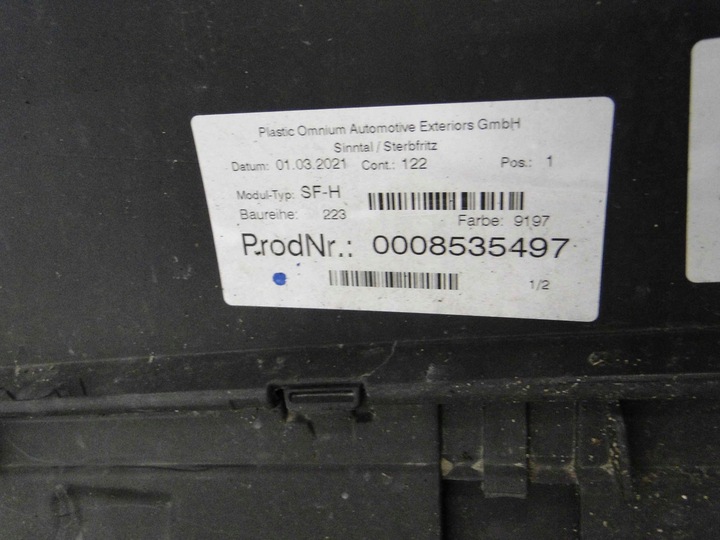 Plastic Omnium Automotive Exteriors GmbH
Sinntal / Sterbfritz
Datum: 01.03.2021 Cont.: 122 Pos.: 1
Modul-Typ: SF-H
Baureihe: 223 Farbe: 9197
ProdNr.: 0008535497
1/2